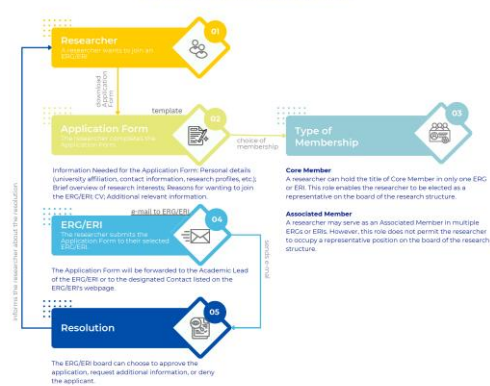 01
Researcher
A researcher wants to join an
ERG/ERI
download
Application
Form
template
02
Application Form
The researcher completes the
Application Form
choice of
membership
03
Type of
Membership
Information Needed for the Application Form: Personal details
(university affiliation, contact information, research profiles, etc.);
Brief overview of research interests; Reasons for wanting to join
the ERG/ERI; CV; Additional relevant information.
Core Member
A researcher can hold the title of Core Member in only one ERG
or ERI. This role enables the researcher to be elected as a
representative on the board of the research structure.
Associated Member
A researcher may serve as an Associated Member in multiple
ERGs or ERIs. However, this role does not permit the researcher
to occupy a representative position on the board of the research
structure.
e-mail to ERG/ERI
04
ERG/ERI
The researcher submits the
Application Form to their selected
ERG/ERI.
The Application Form will be forwarded to the Academic Lead
of the ERG/ERI or to the designated Contact listed on the
ERG/ERI's webpage.
sends e-mail
05
Resolution
The ERG/ERI board can choose to approve the
application, request additional information, or deny
the applicant.
informs the researcher about the resolution